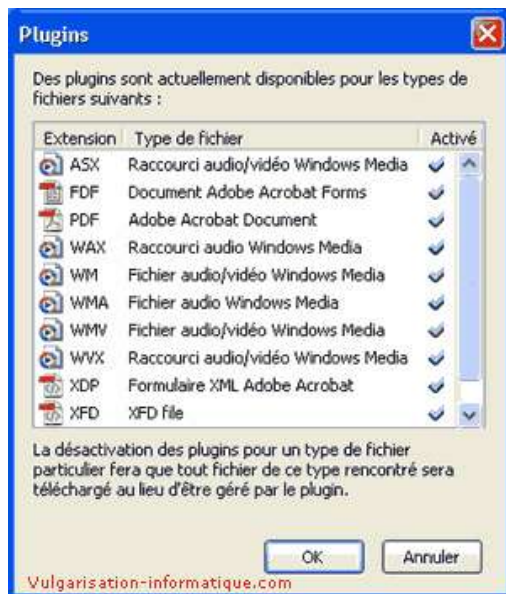 Plugins
Des plugins sont actuellement disponibles pour les types de
fichiers suivants :
Extension Type de fichier Activé
ASX Raccourci audio/vidéo Windows Media
FDF Document Adobe Acrobat Forms
PDF Adobe Acrobat Document
WAX Raccourci audio Windows Media
WM Fichier audio/vidéo Windows Media
WMA Fichier audio Windows Media
WMV Fichier audio/vidéo Windows Media
WVX Raccourci audio/vidéo Windows Media
XDP Formulaire XML Adobe Acrobat
XFD XFD file
La désactivation des plugins pour un type de fichier
particulier fera que tout fichier de ce type rencontré sera
téléchargé au lieu d'être géré par le plugin.
OK Annuler
Vulgarisation-informatique.com